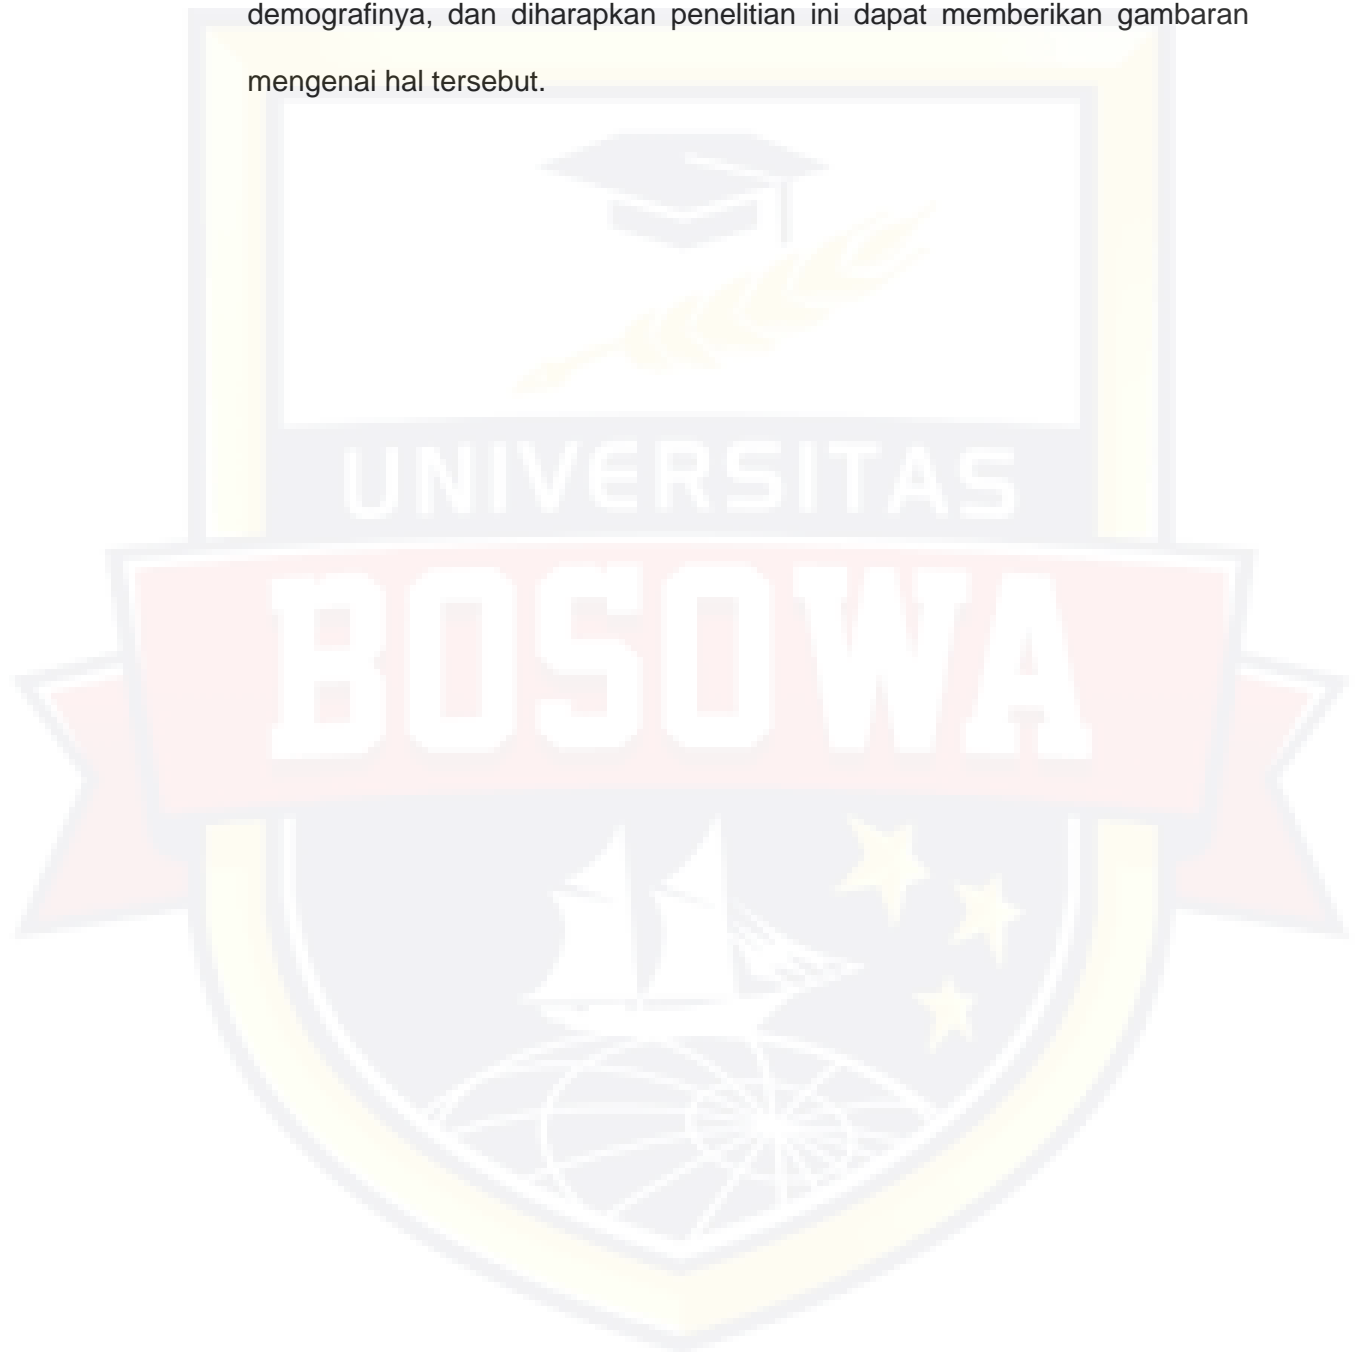 demografinya, dan diharapkan penelitian ini dapat memberikan gambaran
mengenai hal tersebut.
UNIVERSITAS
BOSOWA